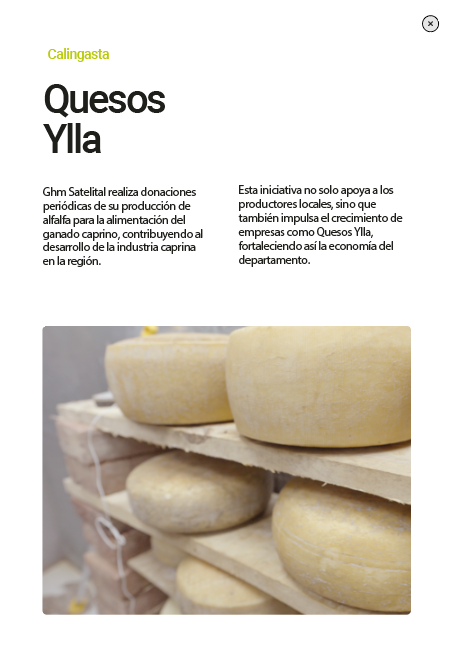 Calingasta
Quesos
Ylla
Ghm Satelital realiza donaciones
periódicas de su producción de
alfalfa para la alimentación del
ganado caprino, contribuyendo al
desarrollo de la industria caprina
en la región.
Esta iniciativa no solo apoya a los
productores locales, sino que
también impulsa el crecimiento de
empresas como Quesos Ylla,
fortaleciendo así la economía del
departamento.